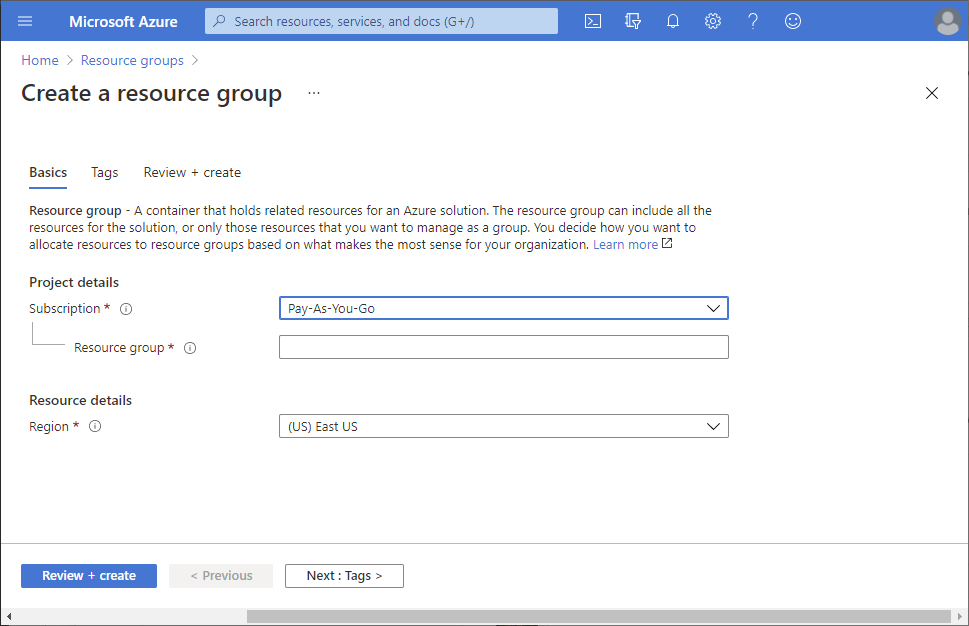 Microsoft Azure
Search resources, services, and docs (G+/)
Home > Resource groups >
Create a resource group ...
Basics Tags Review + create
Resource group - A container that holds related resources for an Azure solution. The resource group can include all the
resources for the solution, or only those resources that you want to manage as a group. You decide how you want to
allocate resources to resource groups based on what makes the most sense for your organization. Learn more
Project details
Subscription *
Pay-As-You-Go
Resource group *
Resource details
Region *
(US) East US
Review + create
< Previous
Next : Tags >